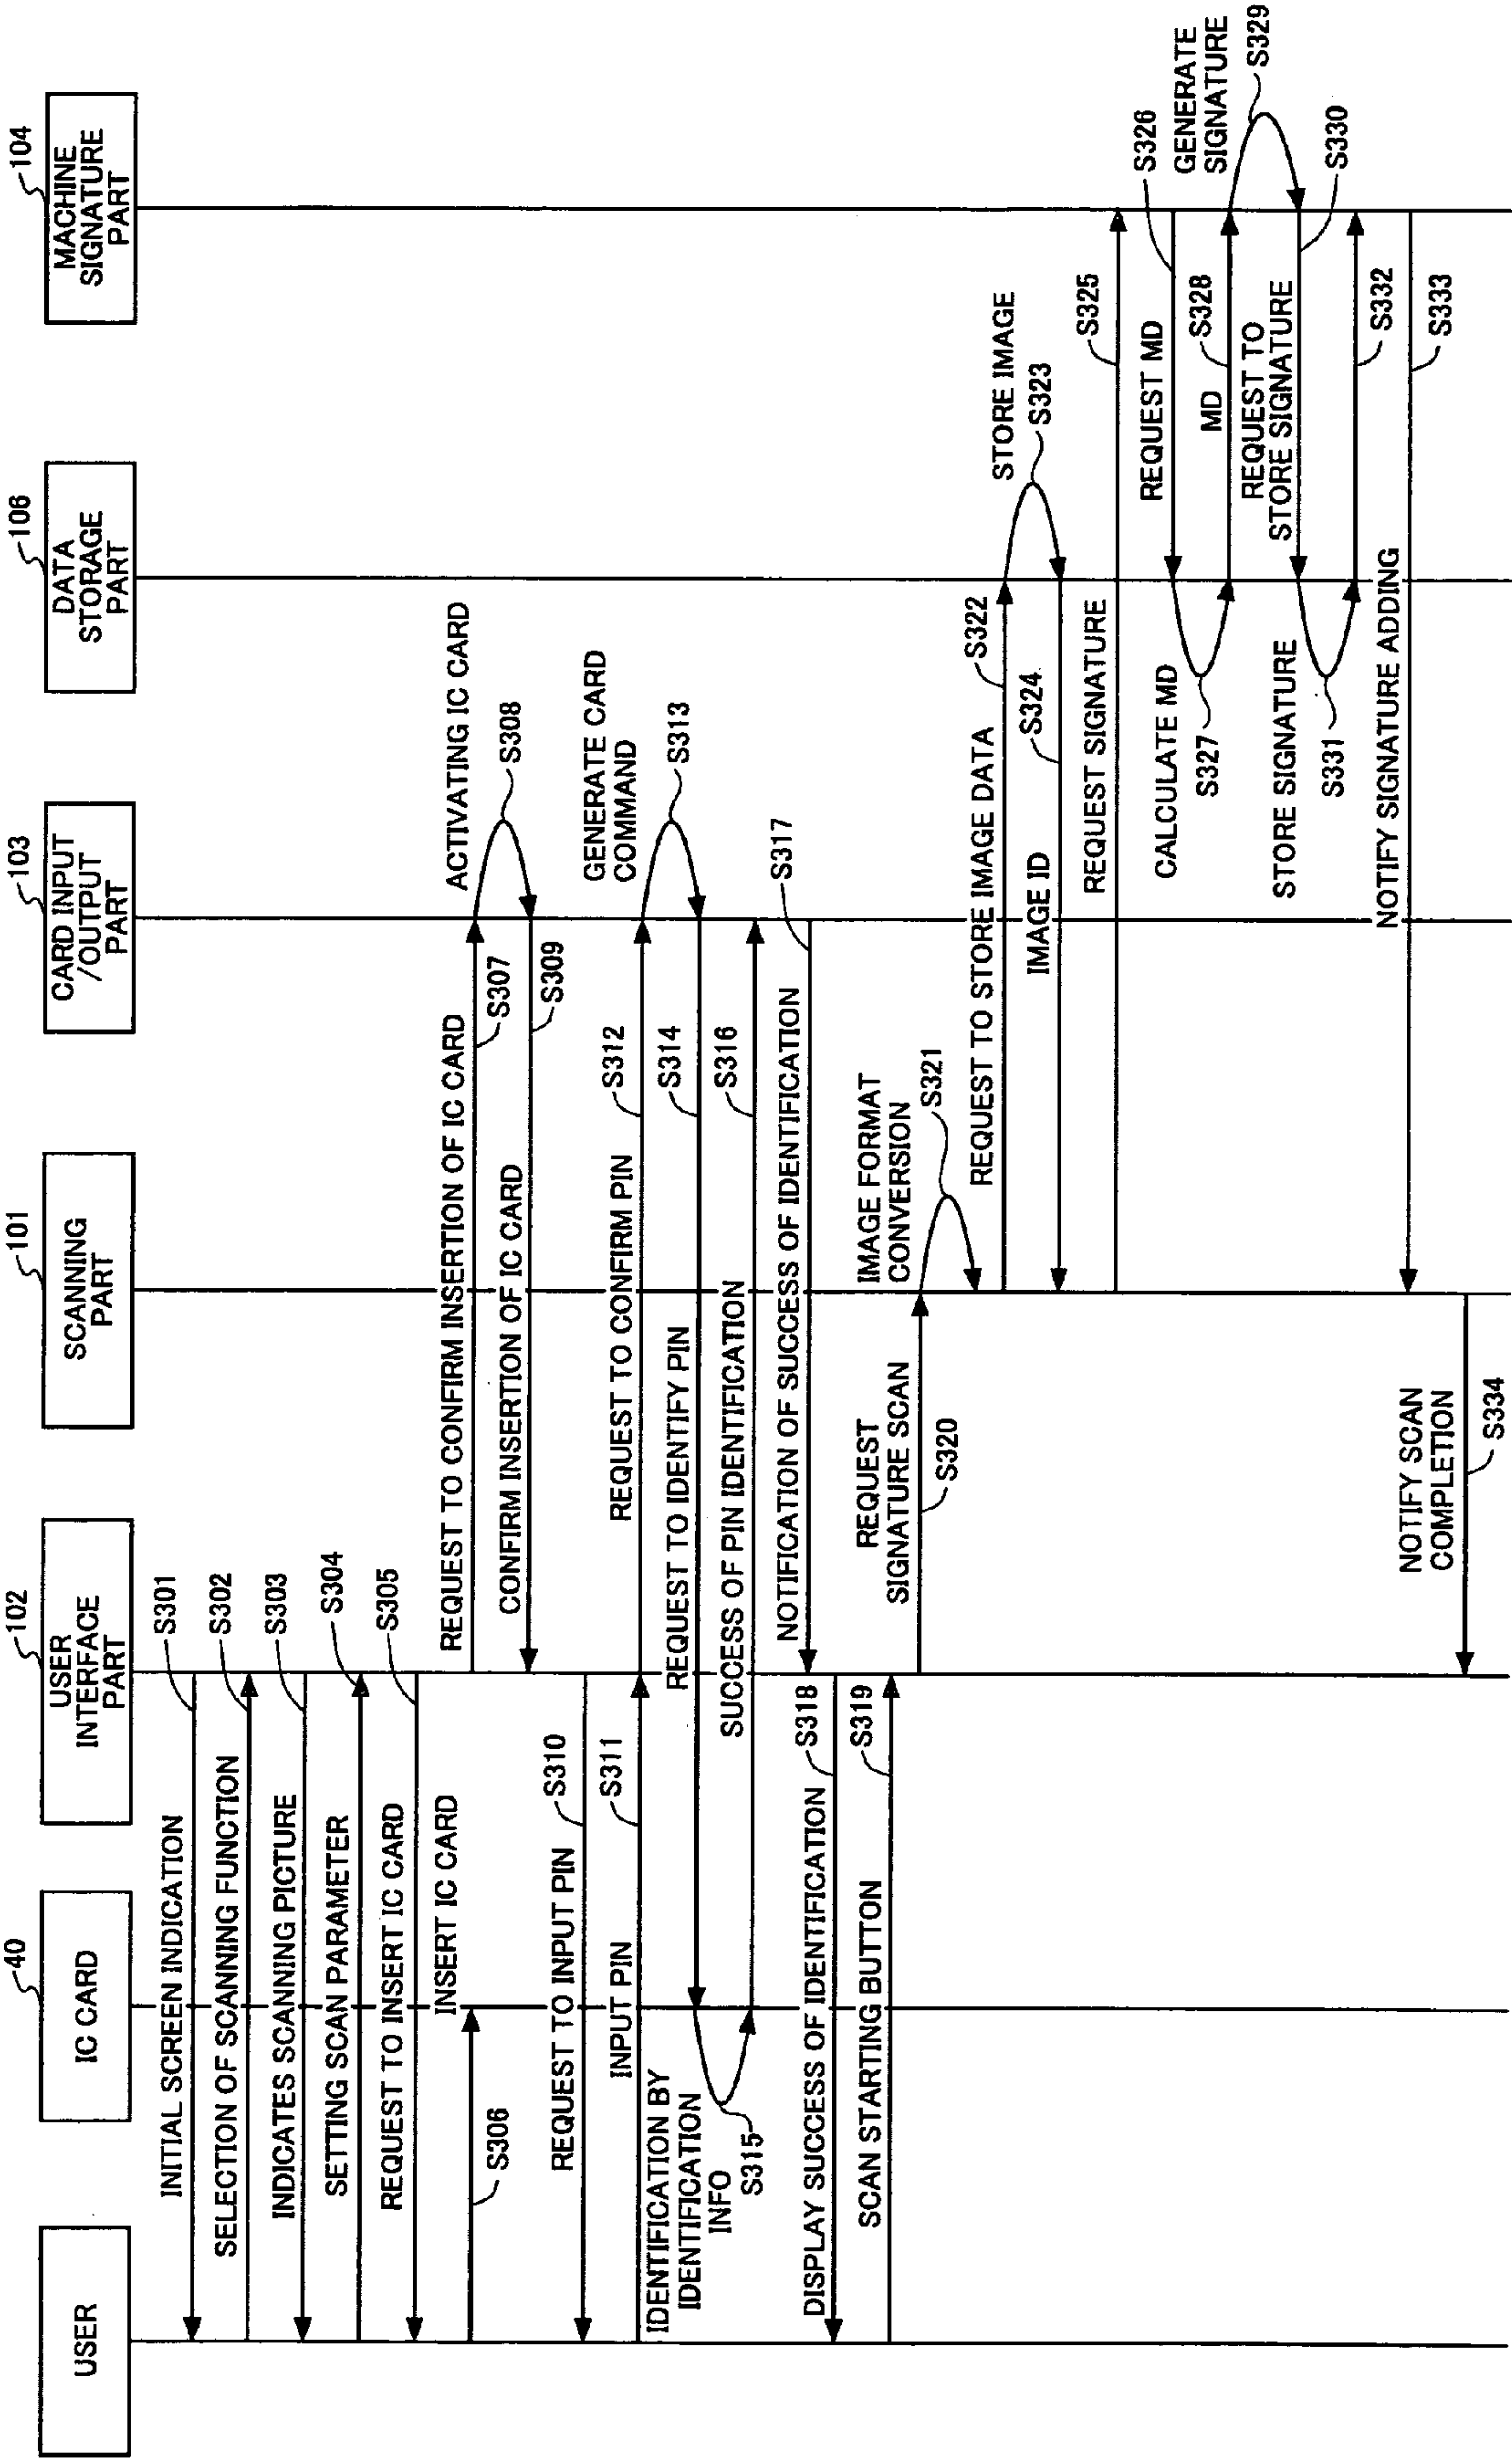 USER
40
IC CARD
102
USER
INTERFACE
PART
101
SCANNING
PART
103
CARD INPUT
/OUTPUT
PART
106
DATA
STORAGE
PART
104
MACHINE
SIGNATURE
PART
INITIAL SCREEN INDICATION
S301
SELECTION OF SCANNING FUNCTION
S302
INDICATES SCANNING PICTURE
S303
SETTING SCAN PARAMETER
S304
REQUEST TO INSERT IC CARD
S305
INSERT IC CARD
S306
REQUEST TO CONFIRM INSERTION OF IC CARD
S307
ACTIVATING IC CARD
S308
CONFIRM INSERTION OF IC CARD
S309
REQUEST TO INPUT PIN
S310
INPUT PIN
S311
REQUEST TO CONFIRM PIN
S312
GENERATE CARD
COMMAND
S313
REQUEST TO IDENTIFY PIN
S314
IDENTIFICATION BY
IDENTIFICATION
INFO
S315
SUCCESS OF PIN IDENTIFICATION
S316
NOTIFICATION OF SUCCESS OF IDENTIFICATION
S317
DISPLAY SUCCESS OF IDENTIFICATION
S318
SCAN STARTING BUTTON
S319
REQUEST
SIGNATURE SCAN
S320
IMAGE FORMAT
CONVERSION
S321
REQUEST TO STORE IMAGE DATA
S322
STORE IMAGE
S323
IMAGE ID
S324
REQUEST SIGNATURE
S325
REQUEST MD
S326
CALCULATE MD
S327
MD
S328
GENERATE
SIGNATURE
S329
REQUEST TO
STORE SIGNATURE
S330
STORE SIGNATURE
S331
S332
NOTIFY SIGNATURE ADDING
S333
NOTIFY SCAN
COMPLETION
S334